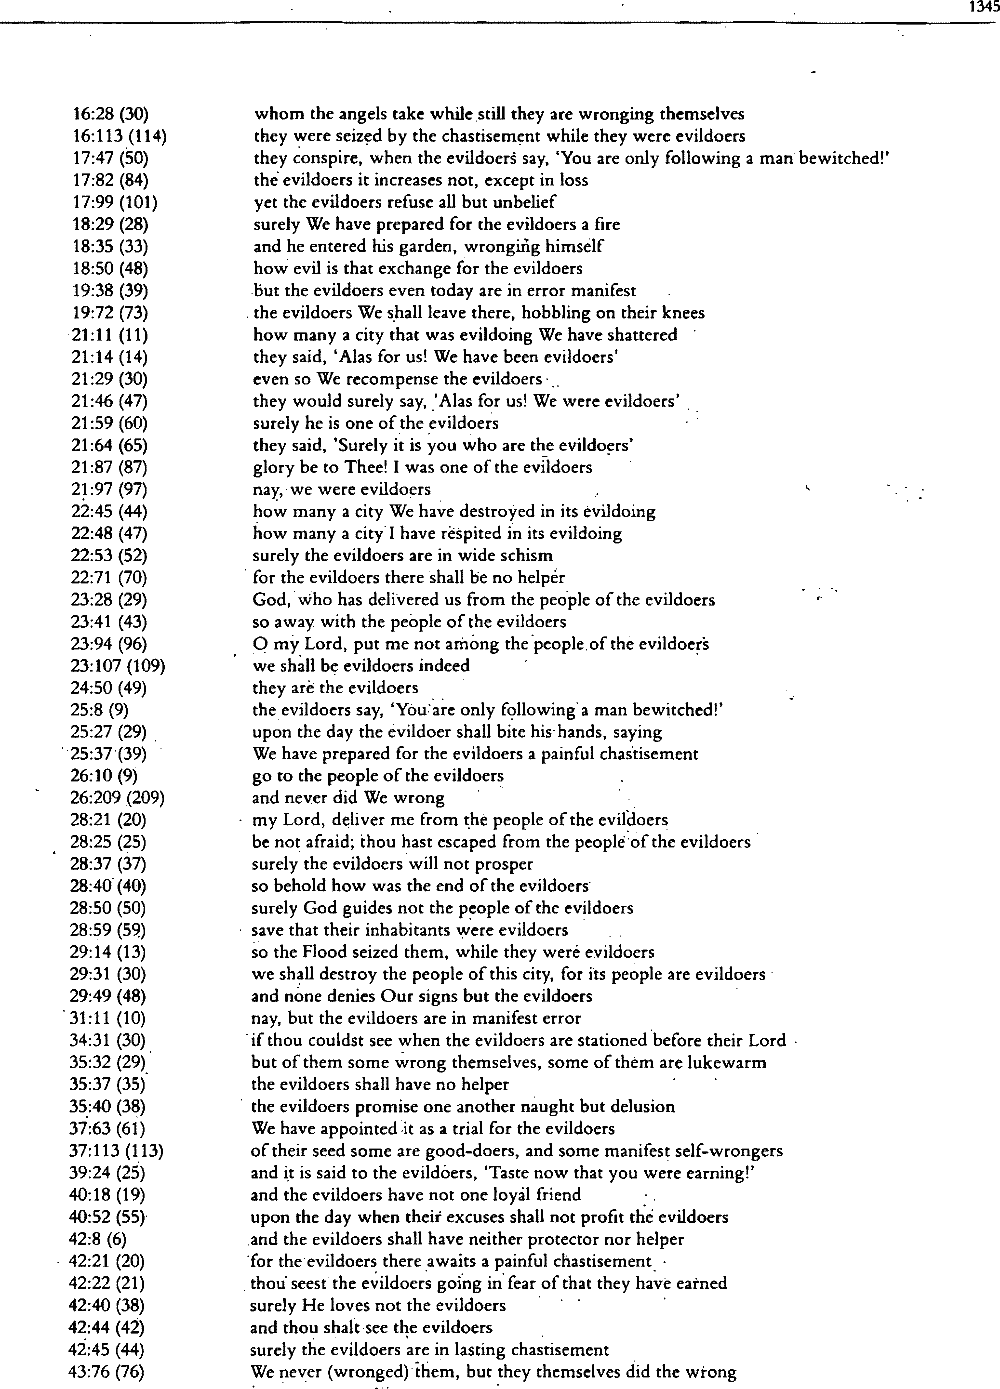 1345
16:28 (30) whom the angels take while still they are wronging themselves
16:113 (114) they were seized by the chastisement while they were evildoers
17:47 (50) they conspire, when the evildoers say, 'You are only following a man bewitched!'
17:82 (84) the evildoers it increases not, except in loss
17:99 (101) yet the evildoers refuse all but unbelief
18:29 (28) surely We have prepared for the evildoers a fire
18:35 (33) and he entered his garden, wronging himself
18:50 (48) how evil is that exchange for the evildoers
19:38 (39) but the evildoers even today are in error manifest
19:72 (73) the evildoers We shall leave there, hobbling on their knees
21:11 (11) how many a city that was evildoing We have shattered
21:14 (14) they said, 'Alas for us! We have been evildoers'
21:29 (30) even so We recompense the evildoers
21:46 (47) they would surely say, 'Alas for us! We were evildoers'
21:59 (60) surely he is one of the evildoers
21:64 (65) they said, 'Surely it is you who are the evildoers'
21:87 (87) glory be to Thee! I was one of the evildoers
21:97 (97) nay, we were evildoers
22:45 (44) how many a city We have destroyed in its evildoing
22:48 (47) how many a city I have respited in its evildoing
22:53 (52) surely the evildoers are in wide schism
22:71 (70) for the evildoers there shall be no helper
23:28 (29) God, who has delivered us from the people of the evildoers
23:41 (43) so away with the people of the evildoers
23:94 (96) O my Lord, put me not among the people of the evildoers
23:107 (109) we shall be evildoers indeed
24:50 (49) they are the evildoers
25:8 (9) the evildoers say, 'You are only following a man bewitched!'
25:27 (29) upon the day the evildoer shall bite his hands, saying
25:37 (39) We have prepared for the evildoers a painful chastisement
26:10 (9) go to the people of the evildoers
26:209 (209) and never did We wrong
28:21 (20) my Lord, deliver me from the people of the evildoers
28:25 (25) be not afraid; thou hast escaped from the people of the evildoers
28:37 (37) surely the evildoers will not prosper
28:40 (40) so behold how was the end of the evildoers
28:50 (50) surely God guides not the people of the evildoers
28:59 (59) save that their inhabitants were evildoers
29:14 (13) so the Flood seized them, while they were evildoers
29:31 (30) we shall destroy the people of this city, for its people are evildoers
29:49 (48) and none denies Our signs but the evildoers
31:11 (10) nay, but the evildoers are in manifest error
34:31 (30) if thou couldst see when the evildoers are stationed before their Lord
35:32 (29) but of them some wrong themselves, some of them are lukewarm
35:37 (35) the evildoers shall have no helper
35:40 (38) the evildoers promise one another naught but delusion
37:63 (61) We have appointed it as a trial for the evildoers
37:113 (113) of their seed some are good-doers, and some manifest self-wrongers
39:24 (25) and it is said to the evildoers, 'Taste now that you were earning!'
40:18 (19) and the evildoers have not one loyal friend
40:52 (55) upon the day when their excuses shall not profit the evildoers
42:8 (6) and the evildoers shall have neither protector nor helper
42:21 (20) for the evildoers there awaits a painful chastisement
42:22 (21) thou seest the evildoers going in fear of that they have earned
42:40 (38) surely He loves not the evildoers
42:44 (42) and thou shalt see the evildoers
42:45 (44) surely the evildoers are in lasting chastisement
43:76 (76) We never (wronged) them, but they themselves did the wrong